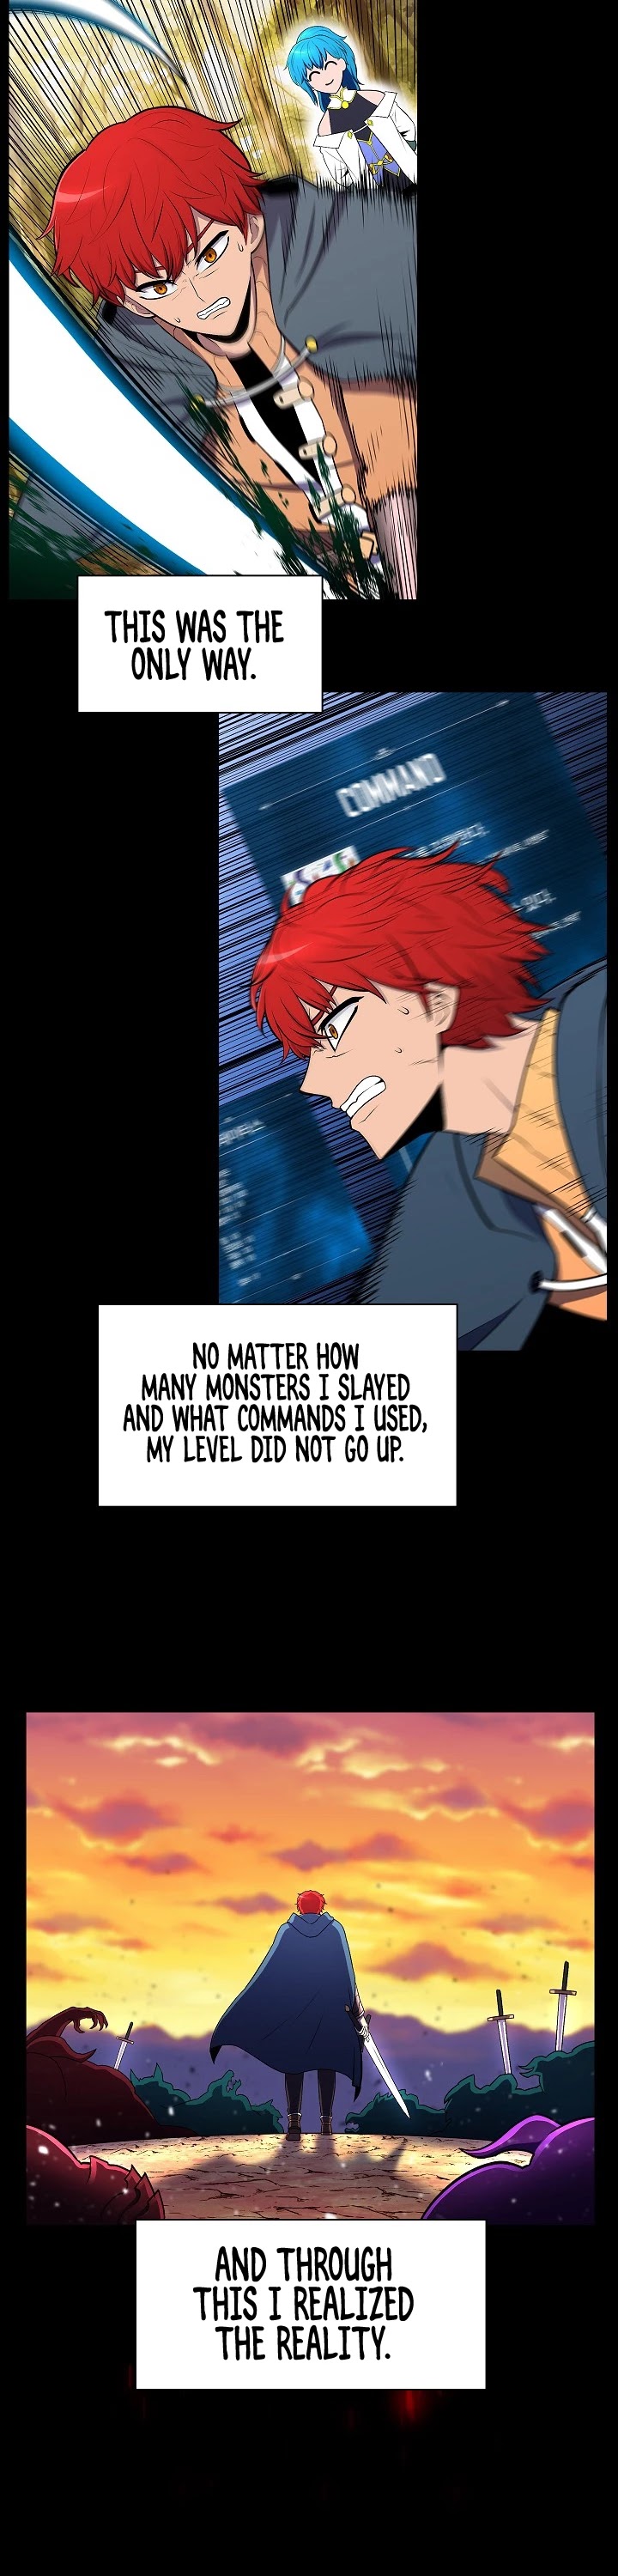 THIS WAS THE
ONLY WAY.
COMMAND
NO MATTER HOW
MANY MONSTERS I SLAYED
AND WHAT COMMANDS I USED,
MY LEVEL DID NOT GO UP.
AND THROUGH
THIS I REALIZED
THE REALITY.